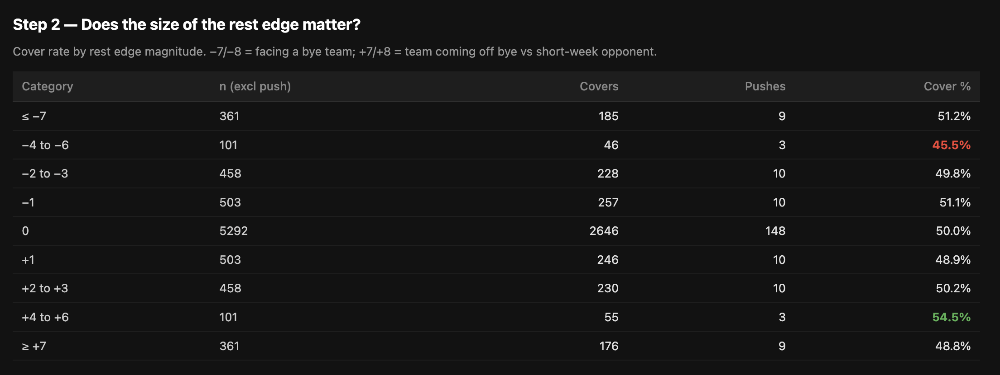 Step 2 — Does the size of the rest edge matter?
Cover rate by rest edge magnitude. −7/−8 = facing a bye team; +7/+8 = team coming off bye vs short-week opponent.
Category n (excl push) Covers Pushes Cover %
≤ −7 361 185 9 51.2%
−4 to −6 101 46 3 45.5%
−2 to −3 458 228 10 49.8%
−1 503 257 10 51.1%
0 5292 2646 148 50.0%
+1 503 246 10 48.9%
+2 to +3 458 230 10 50.2%
+4 to +6 101 55 3 54.5%
≥ +7 361 176 9 48.8%